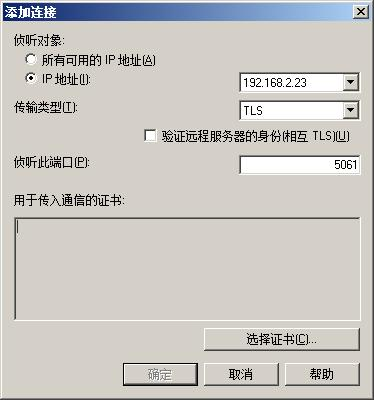 添加连接
侦听对象:
所有可用的 IP 地址(A)
IP 地址(I):
192.168.2.23
传输类型(T):
TLS
验证远程服务器的身份(相互 TLS)(U)
侦听此端口(P):
5061
用于传入通信的证书:
选择证书(C)...
确定
取消
帮助